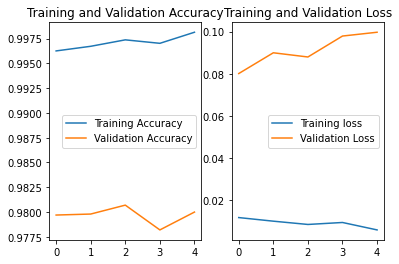 Training and Validation Accuracy
0.9975
0.9950
0.9925
0.9900
0.9875
0.9850
0.9825
0.9800
0.9775
Training Accuracy
Validation Accuracy
0 1 2 3 4
Training and Validation Loss
0.10
0.08
0.06
0.04
0.02
Training loss
Validation Loss
0 1 2 3 4